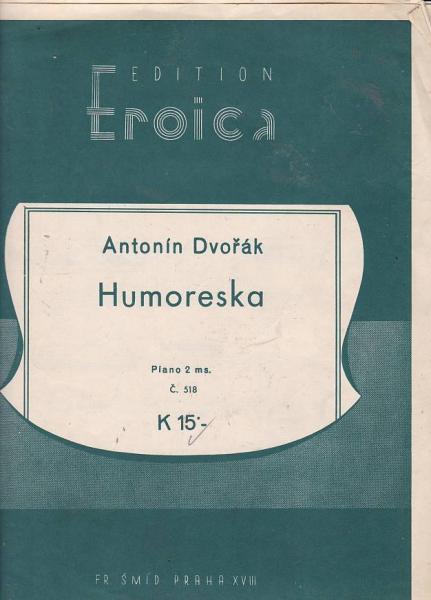 EDITION
Eroica
Antonín Dvořák
Humoreska
Piano 2 ms.
Č. 518
K 15·-
FR. ŠMÍD PRAHA XVIII